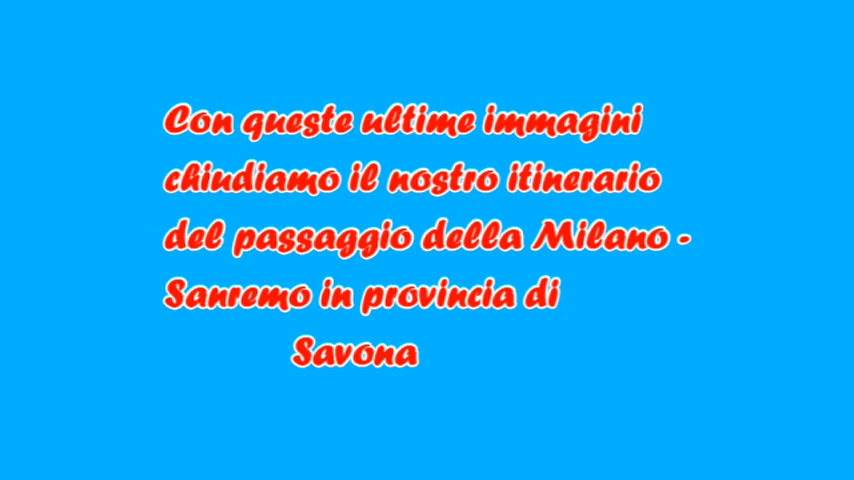 Con queste ultime immagini
chiudiamo il nostro itinerario
del passaggio della Milano -
Sanremo in provincia di
Savona